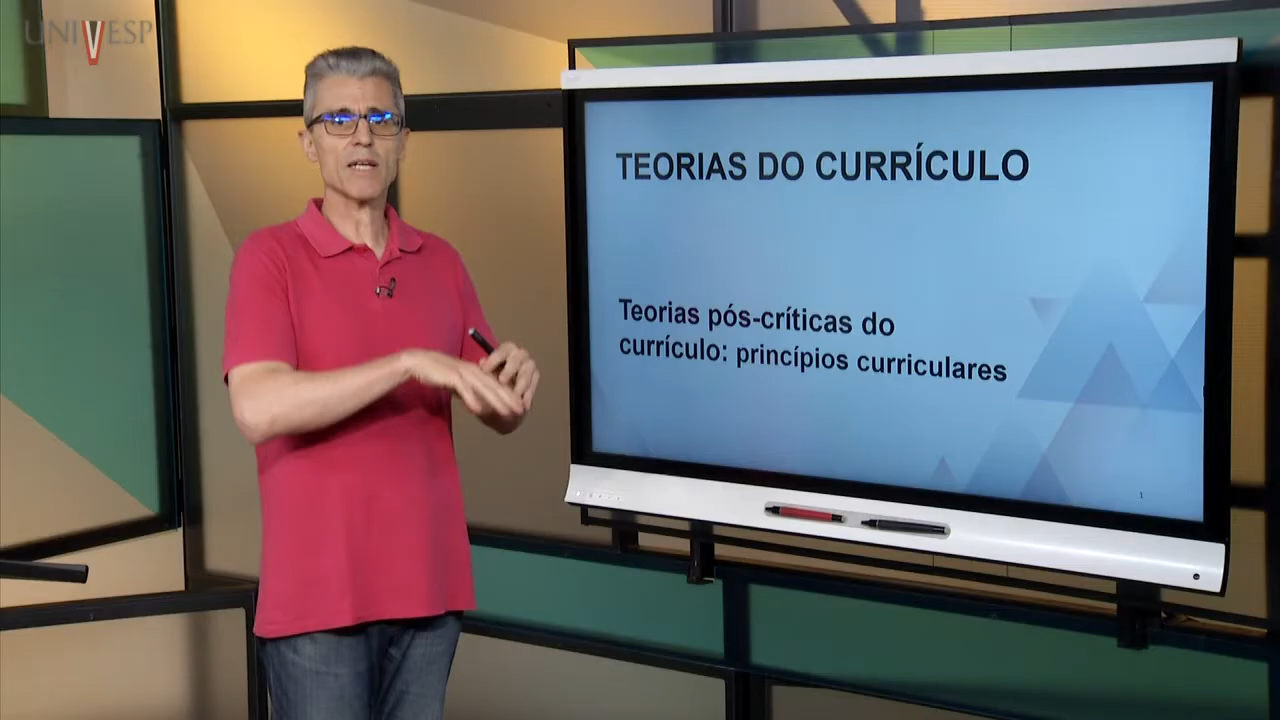 UNIVESP
TEORIAS DO CURRÍCULO
Teorias pós-críticas do
currículo: princípios curriculares
1